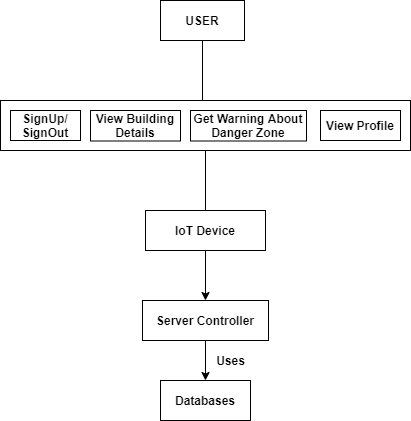 USER
SignUp/
SignOut
View Building
Details
Get Warning About
Danger Zone
View Profile
IoT Device
Server Controller
Uses
Databases